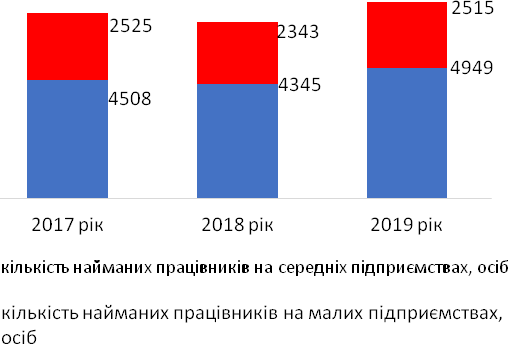 2525
2343
2515
4508
4345
4949
2017 рік
2018 рік
2019 рік
кількість найманих працівників на середніх підприємствах, осіб
кількість найманих працівників на малих підприємствах,
осіб